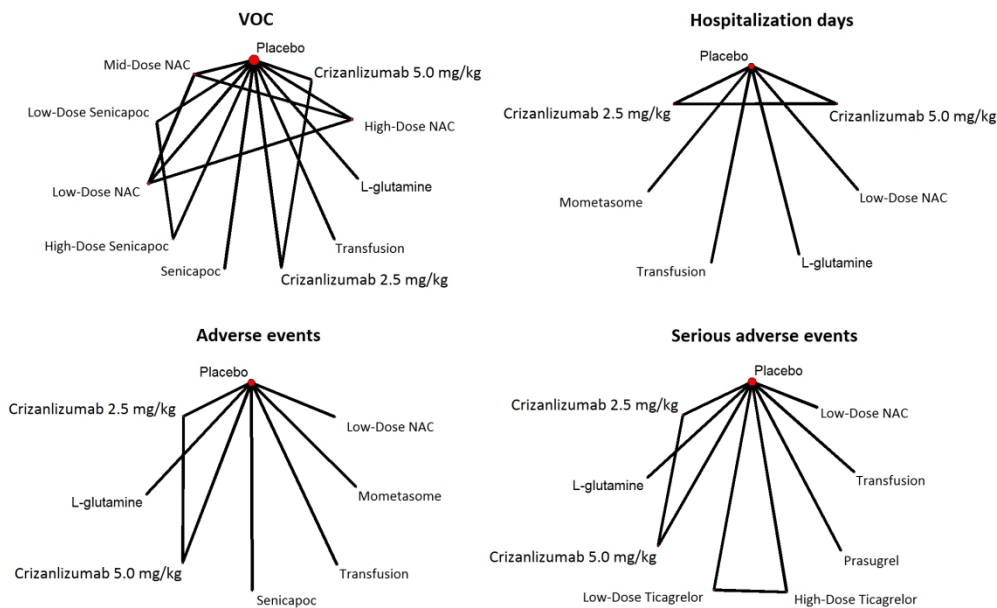 VOC
Placebo
Mid-Dose NAC
Crizanlizumab 5.0 mg/kg
Low-Dose Senicapoc
High-Dose NAC
Low-Dose NAC
L-glutamine
High-Dose Senicapoc
Transfusion
Senicapoc
Crizanlizumab 2.5 mg/kg
Hospitalization days
Placebo
Crizanlizumab 2.5 mg/kg
Crizanlizumab 5.0 mg/kg
Mometasome
Low-Dose NAC
Transfusion
L-glutamine
Adverse events
Placebo
Crizanlizumab 2.5 mg/kg
Low-Dose NAC
L-glutamine
Mometasome
Crizanlizumab 5.0 mg/kg
Transfusion
Senicapoc
Serious adverse events
Placebo
Crizanlizumab 2.5 mg/kg
Low-Dose NAC
L-glutamine
Transfusion
Crizanlizumab 5.0 mg/kg
Prasugrel
Low-Dose Ticagrelor
High-Dose Ticagrelor